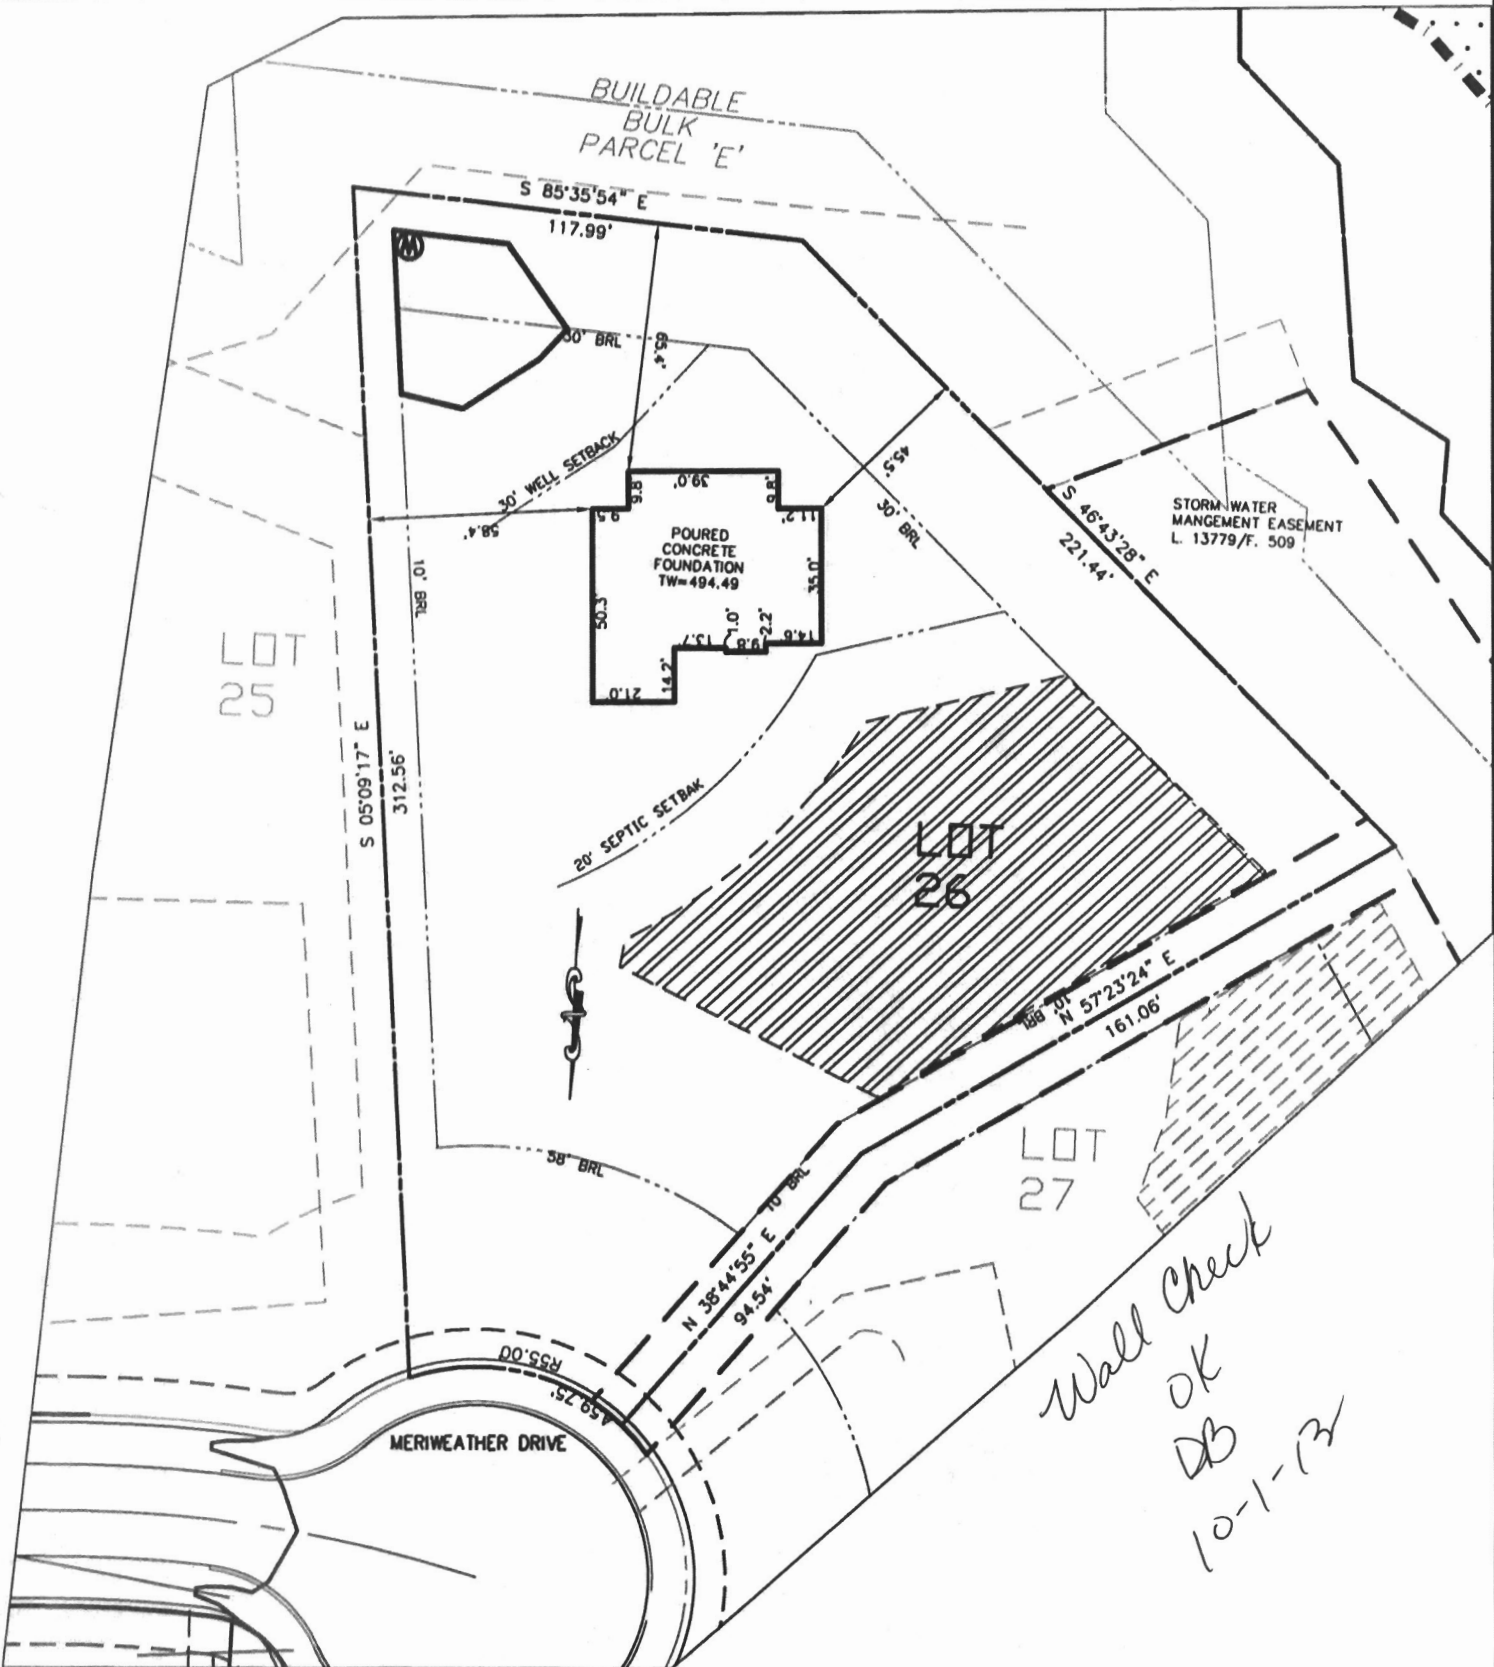 BUILDABLE
BULK
PARCEL 'E'
S 85°35'54" E
117.99'
W
30' BRL
65.4'
30' WELL SETBACK
58.4'
45.5'
30' BRL
9.8'
39.0'
9.8'
9.5
11.2'
POURED
CONCRETE
FOUNDATION
TW=494.49
50.3'
35.0'
13.7
1.0'
9.8
2.2'
14.6
14.2'
21.0'
10' BRL
S 46°43'28" E
221.44'
STORM WATER
MANGEMENT EASEMENT
L. 13779/F. 509
LOT
25
S 05°09'17" E
312.56'
20' SEPTIC SETBAK
LOT
26
10' BRL
N 57°23'24" E
161.06'
58' BRL
10' BRL
N 38°44'55" E
94.54'
LOT
27
R55.00'
A59.75'
MERIWEATHER DRIVE
Wall Check
OK
DB
10-1-13